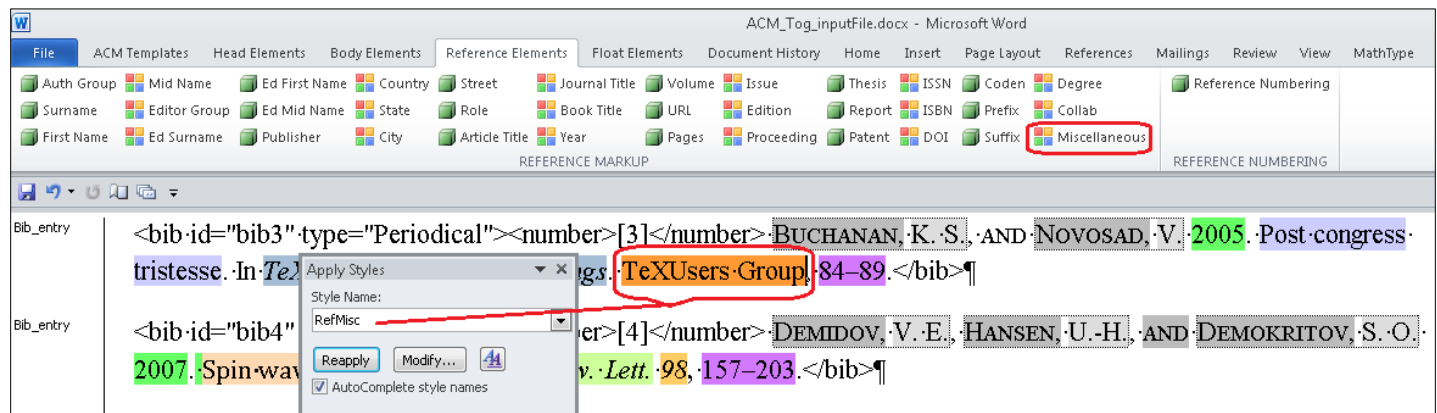 W ACM_Tog_inputFile.docx - Microsoft Word
File ACM Templates Head Elements Body Elements Reference Elements Float Elements Document History Home Insert Page Layout References Mailings Review View MathType
Auth Group Mid Name Ed First Name Country Street Journal Title Volume Issue Thesis ISSN Coden Degree Reference Numbering
Surname Editor Group Ed Mid Name State Role Book Title URL Edition Report ISBN Prefix Collab
First Name Ed Surname Publisher City Article Title Year Pages Proceeding Patent DOI Suffix Miscellaneous
REFERENCE MARKUP REFERENCE NUMBERING
Bib_entry <bib·id="bib3"·type="Periodical"><number>[3]</number>·BUCHANAN,·K.·S.,·AND·NOVOSAD,·V.·2005.·Post·congress·
tristesse.·In·TeX gs.·TeXUsers·Group,·84–89.</bib>¶
Apply Styles
Style Name:
RefMisc
Bib_entry <bib·id="bib4" er>[4]</number>·DEMIDOV,·V.·E.,·HANSEN,·U.-H.,·AND·DEMOKRITOV,·S.·O.·
Reapply Modify...
2007.·Spin·wav v.·Lett.·98,·157–203.</bib>¶
AutoComplete style names